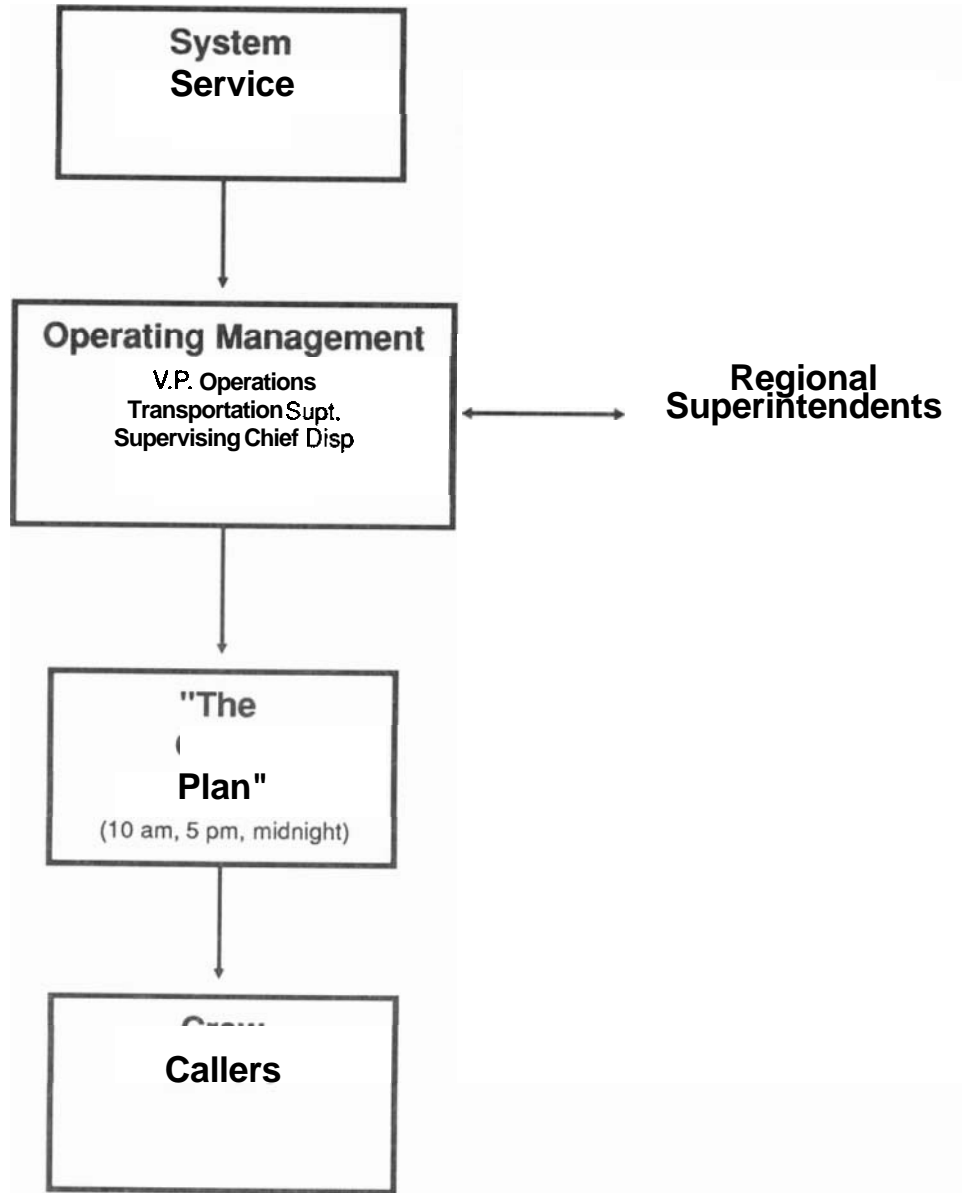 System
Service
Operating Management
V.P. Operations
Transportation Supt.
Supervising Chief Disp
Regional
Superintendents
"The
Plan"
(10 am, 5 pm, midnight)
Callers